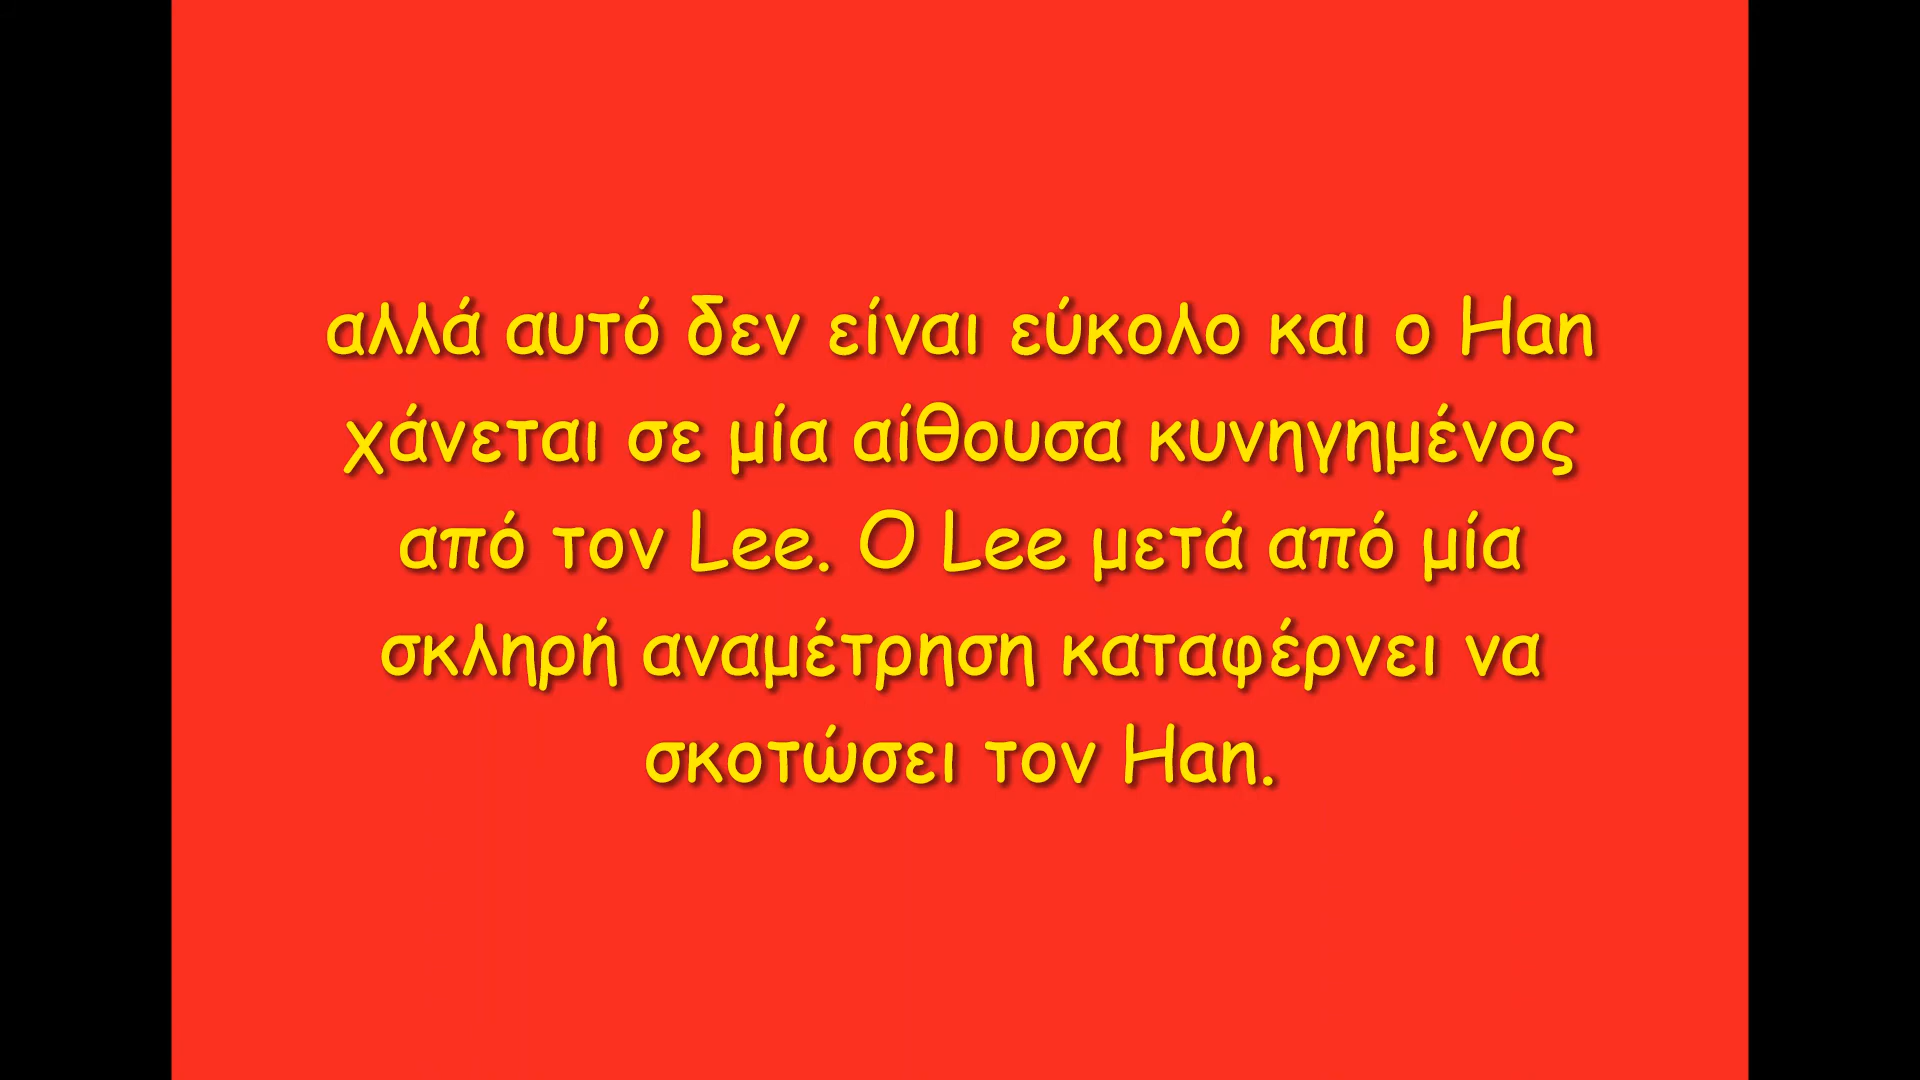 αλλά αυτό δεν είναι εύκολο και ο Han
χάνεται σε μία αίθουσα κυνηγημένος
από τον Lee. Ο Lee μετά από μία
σκληρή αναμέτρηση καταφέρνει να
σκοτώσει τον Han.